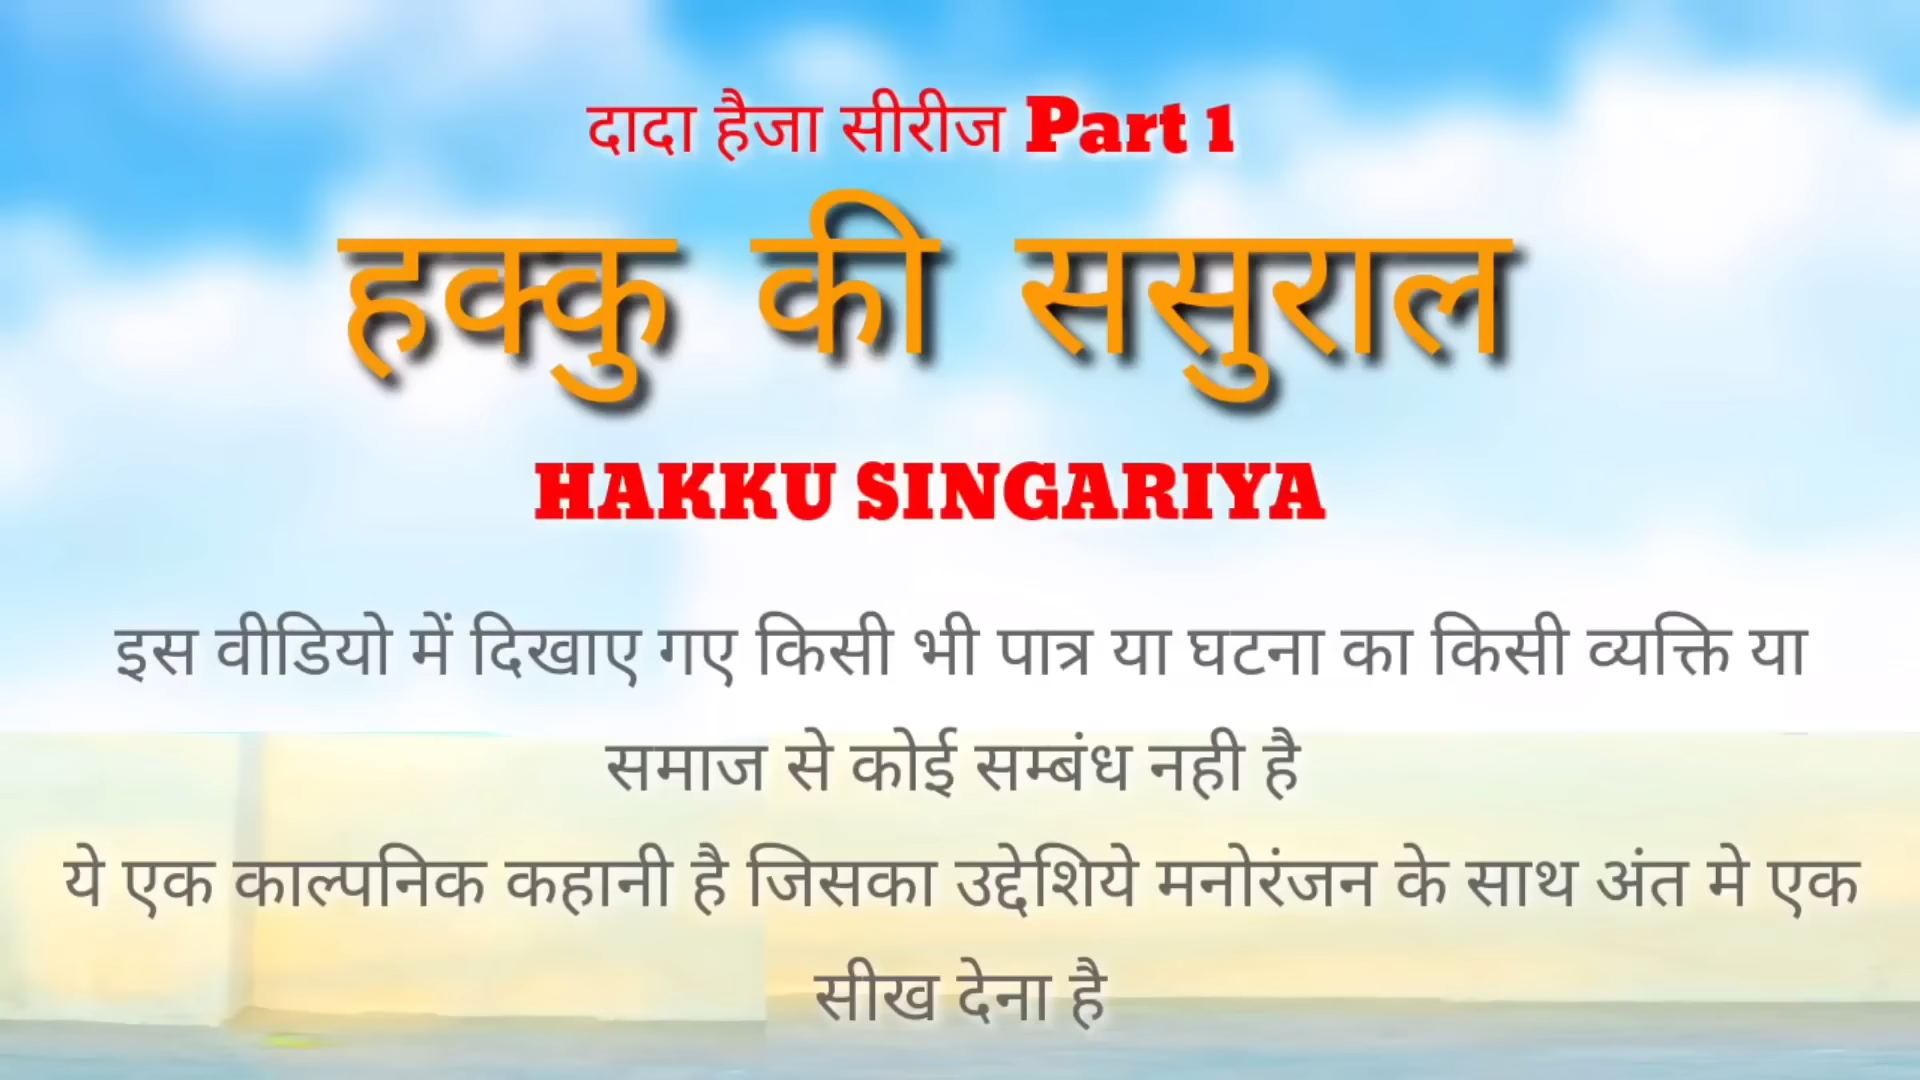 दादा हैजा सीरीज Part 1
हक्कु की ससुराल
HAKKU SINGARIYA
इस वीडियो में दिखाए गए किसी भी पात्र या घटना का किसी व्यक्ति या
समाज से कोई सम्बंध नही है
ये एक काल्पनिक कहानी है जिसका उद्देशिये मनोरंजन के साथ अंत मे एक
सीख देना है